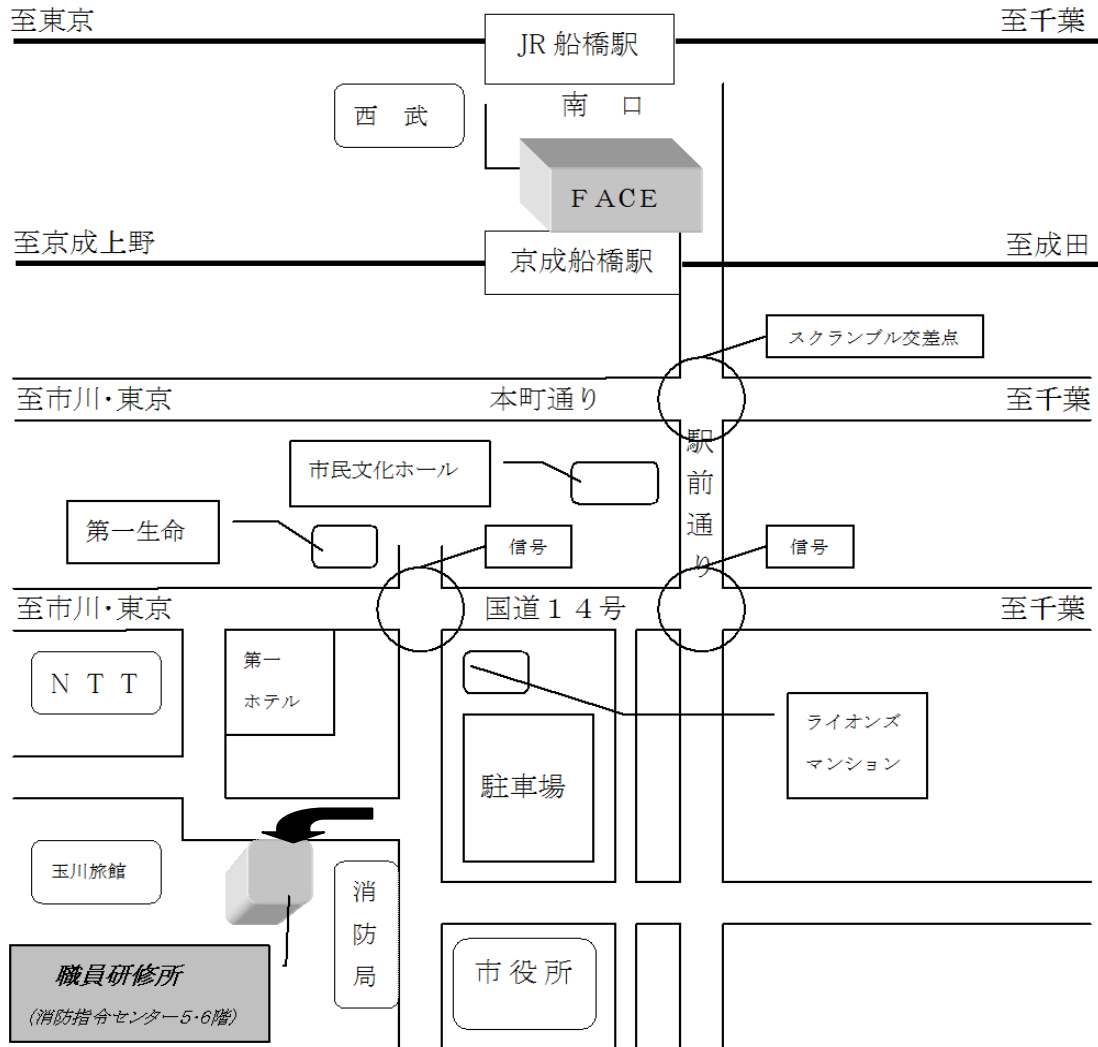 至東京
至千葉
JR 船橋駅
西 武
南 口
FACE
至京成上野
京成船橋駅
至成田
スクランブル交差点
至市川・東京
本町通り
至千葉
駅前通り
市民文化ホール
第一生命
信号
信号
至市川・東京
国道14号
至千葉
NTT
第一
ホテル
ライオンズ
マンション
駐車場
玉川旅館
消防局
市役所
職員研修所
(消防指令センター5・6階)